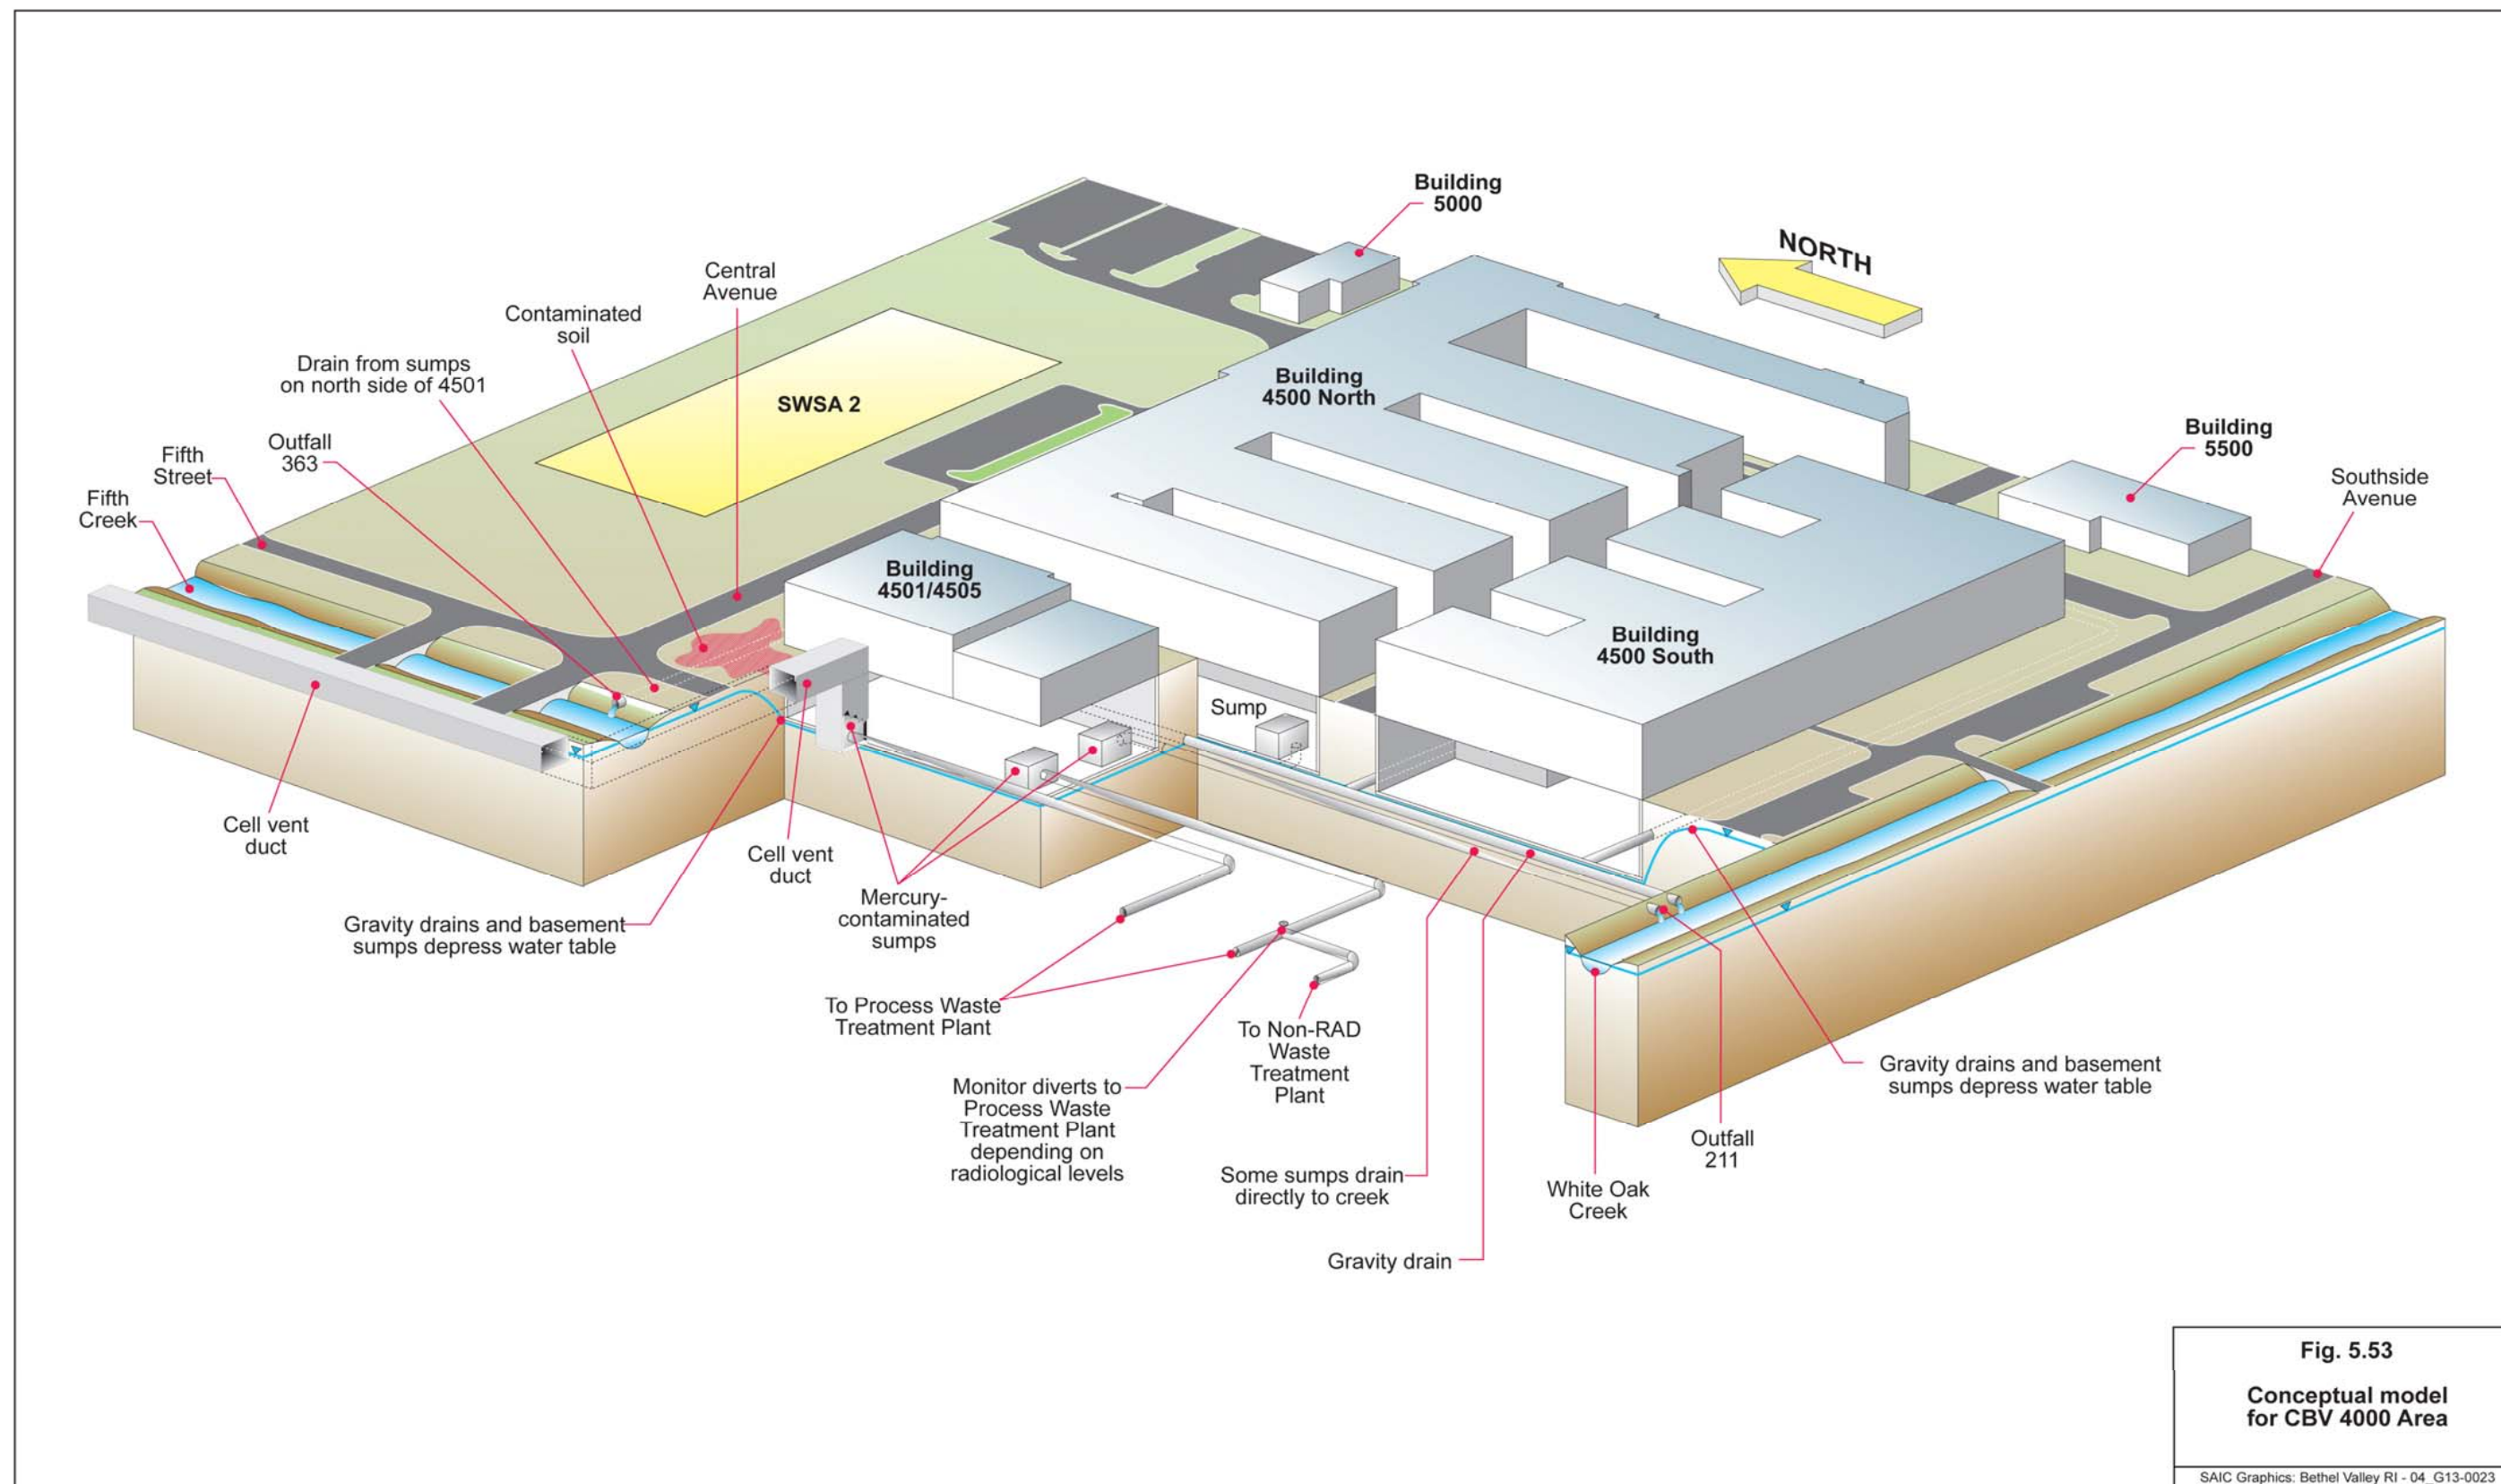 Building
5000
NORTH
Central
Avenue
Contaminated
soil
Drain from sumps
on north side of 4501
SWSA 2
Building
4500 North
Building
5500
Outfall
363
Fifth
Street
Southside
Avenue
Fifth
Creek
Building
4501/4505
Building
4500 South
Sump
Cell vent
duct
Cell vent
duct
Mercury-
contaminated
sumps
Gravity drains and basement
sumps depress water table
To Process Waste
Treatment Plant
To Non-RAD
Waste
Treatment
Plant
Monitor diverts to
Process Waste
Treatment Plant
depending on
radiological levels
Gravity drains and basement
sumps depress water table
Outfall
211
Some sumps drain
directly to creek
White Oak
Creek
Gravity drain
Fig. 5.53
Conceptual model
for CBV 4000 Area
SAIC Graphics: Bethel Valley RI - 04_G13-0023